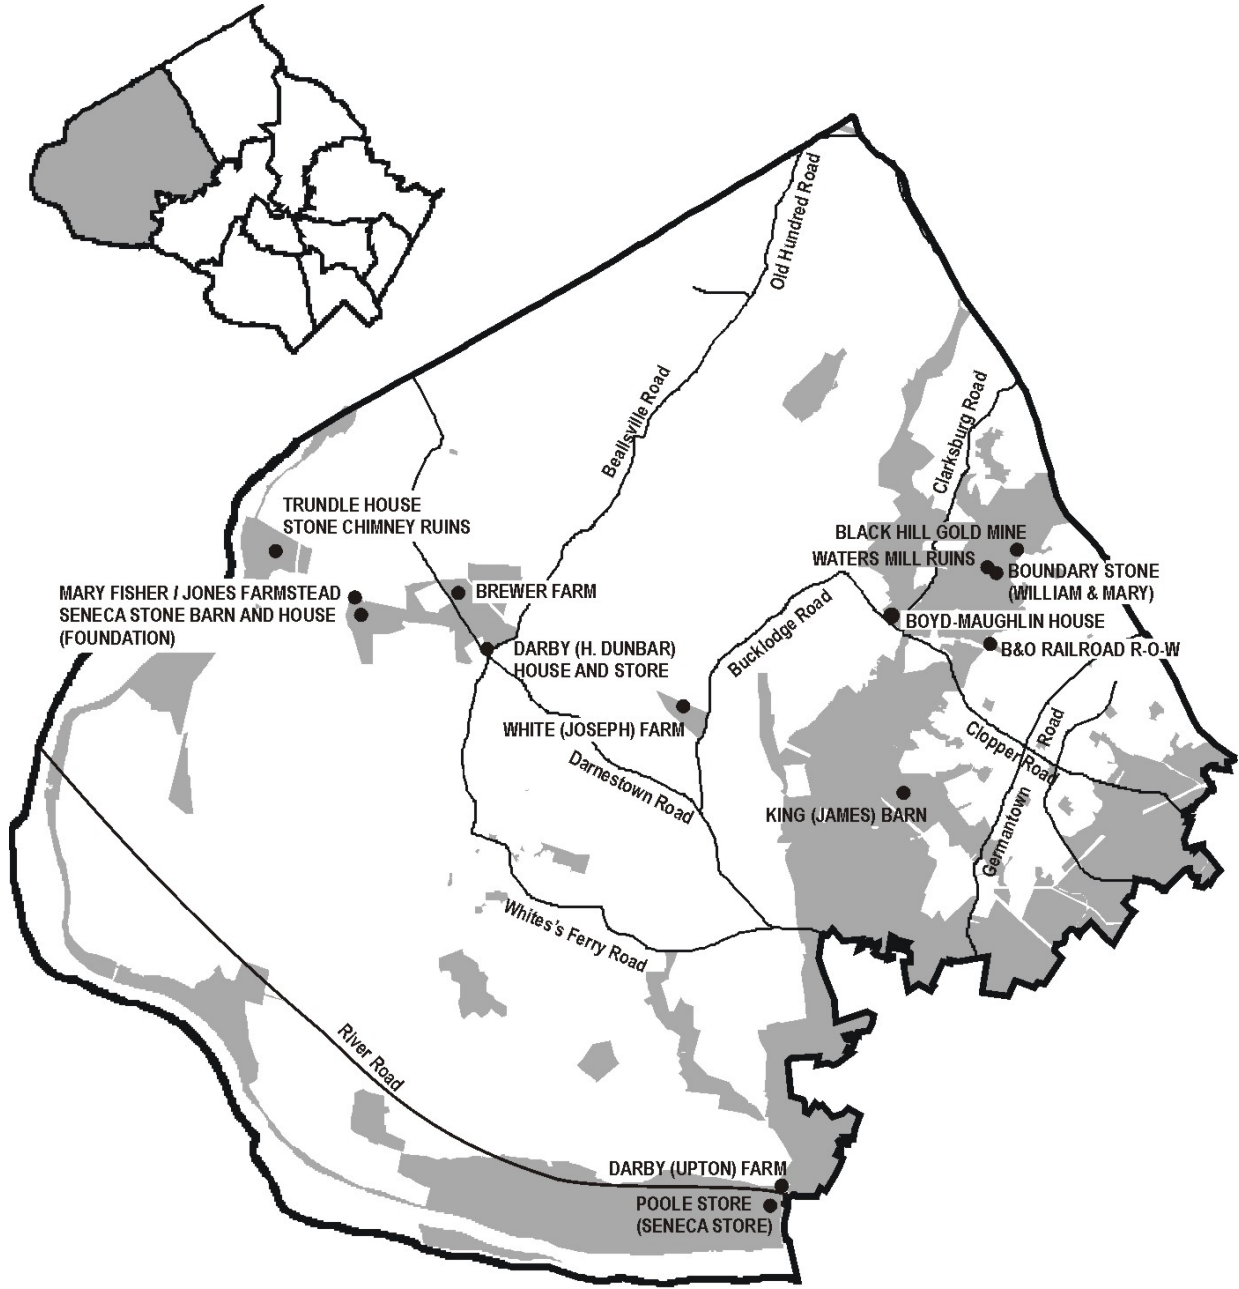 Old Hundred Road
Beallsville Road
Clarksburg Road
TRUNDLE HOUSE
STONE CHIMNEY RUINS
BLACK HILL GOLD MINE
WATERS MILL RUINS
BOUNDARY STONE
(WILLIAM & MARY)
MARY FISHER / JONES FARMSTEAD
SENECA STONE BARN AND HOUSE
(FOUNDATION)
BREWER FARM
BOYD-MAUGHLIN HOUSE
Bucklodge Road
B&O RAILROAD R-O-W
DARBY (H. DUNBAR)
HOUSE AND STORE
WHITE (JOSEPH) FARM
Clopper Road
Darnestown Road
KING (JAMES) BARN
Germantown Road
Whites's Ferry Road
River Road
DARBY (UPTON) FARM
POOLE STORE
(SENECA STORE)